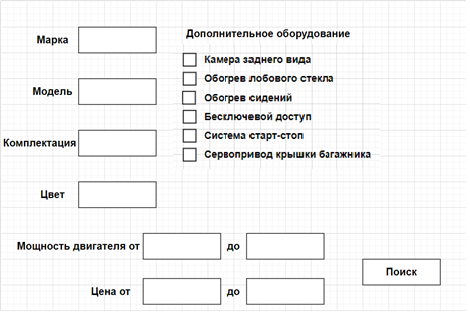 Марка
Дополнительное оборудование
Камера заднего вида
Модель
Обогрев лобового стекла
Обогрев сидений
Бесключевой доступ
Комплектация
Система старт-стоп
Сервопривод крышки багажника
Цвет
Мощность двигателя от до
Поиск
Цена от до